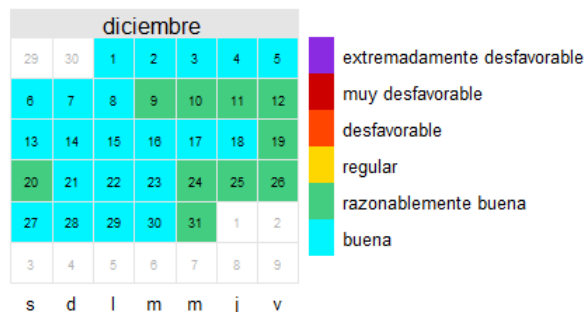 diciembre
29 30 1 2 3 4 5
6 7 8 9 10 11 12
13 14 15 16 17 18 19
20 21 22 23 24 25 26
27 28 29 30 31 1 2
3 4 5 6 7 8 9
s d l m m j v
extremadamente desfavorable
muy desfavorable
desfavorable
regular
razonablemente buena
buena